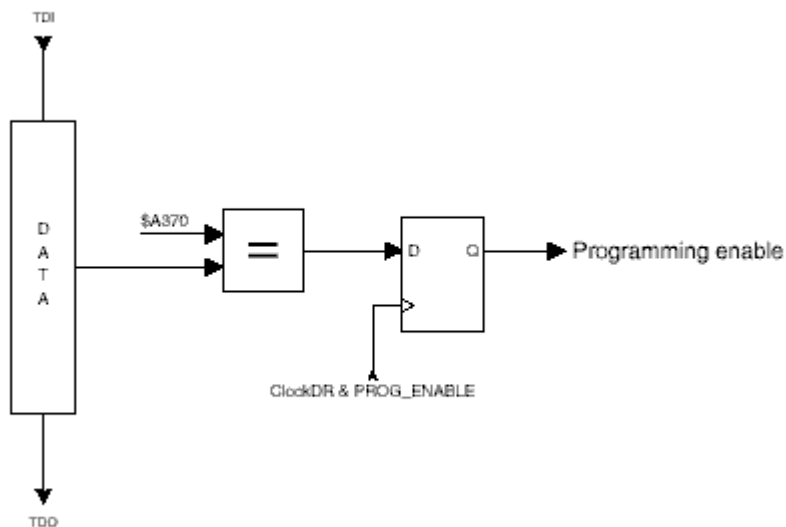 TDI
D
A
T
A
$A370
=
D Q
Programming enable
ClockDR & PROG_ENABLE
TDO